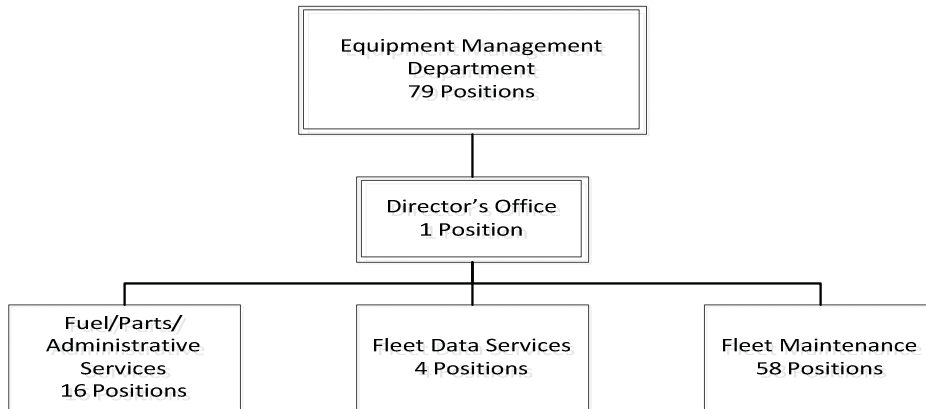 Equipment Management
Department
79 Positions
Director’s Office
1 Position
Fuel/Parts/
Administrative
Services
16 Positions
Fleet Data Services
4 Positions
Fleet Maintenance
58 Positions